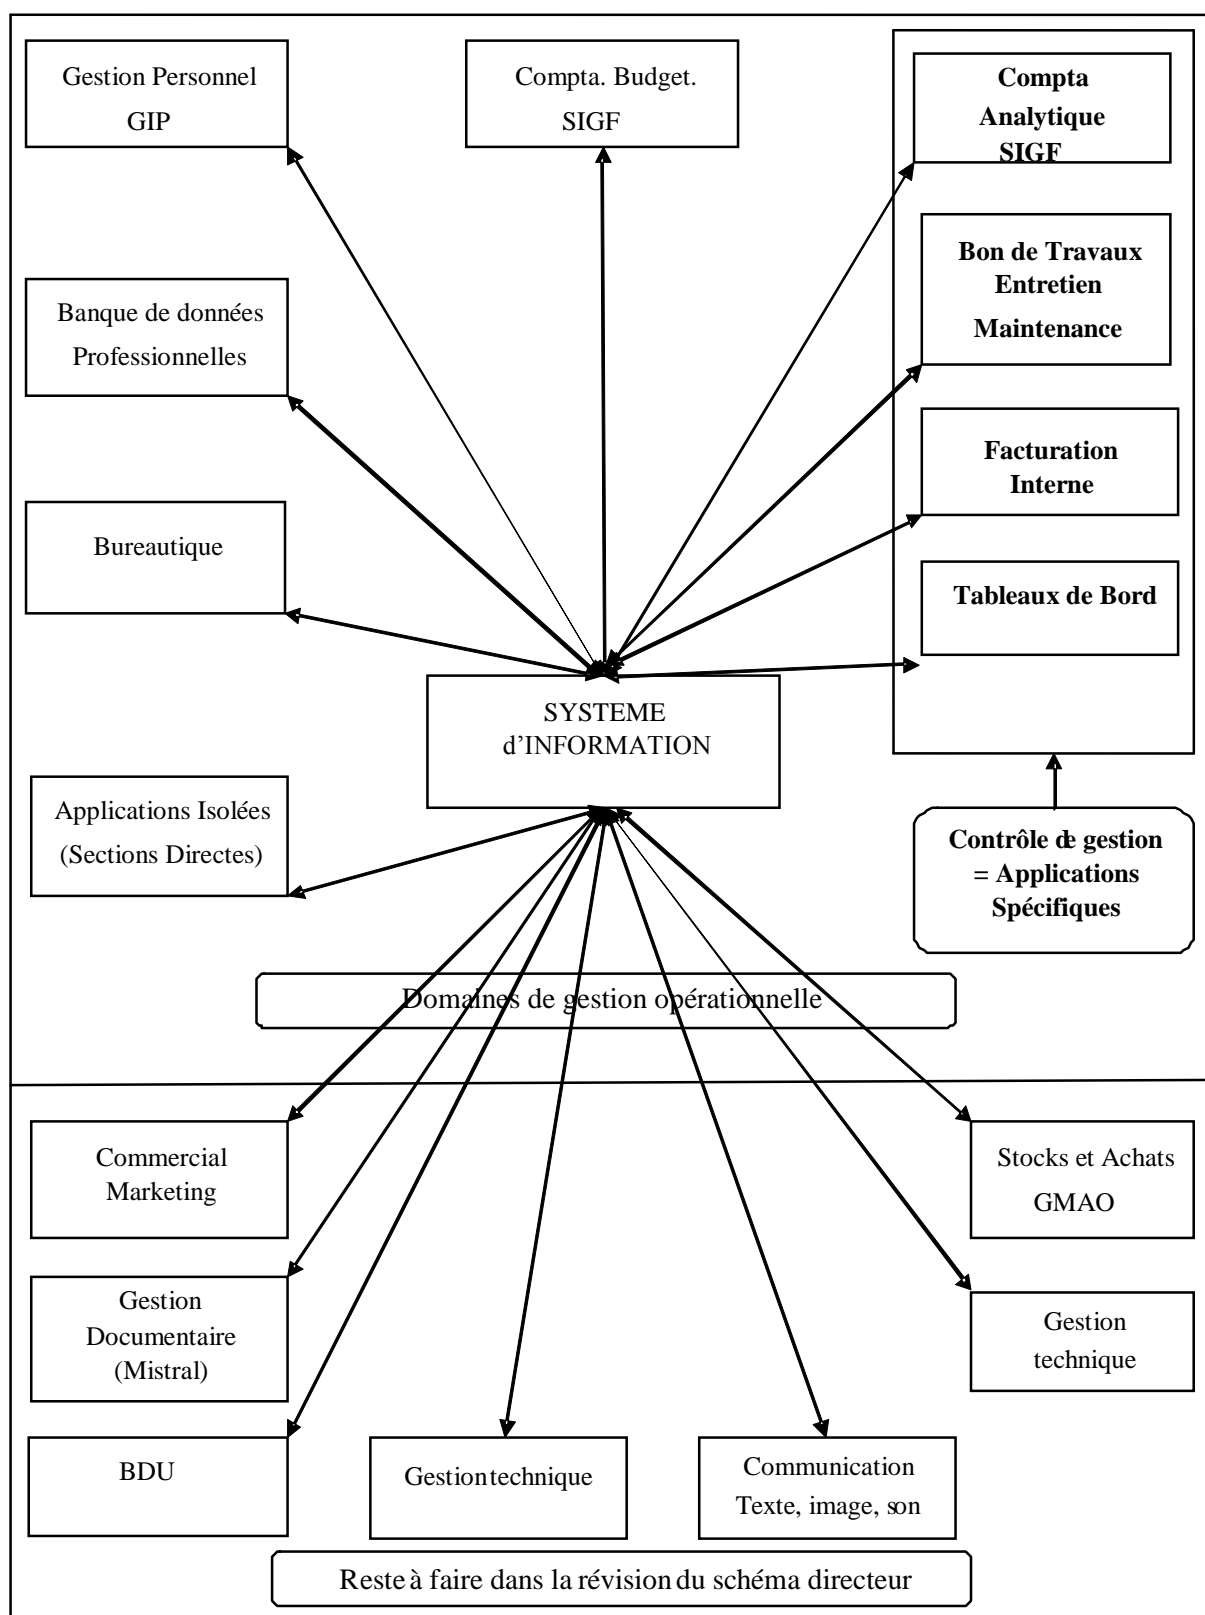 Gestion Personnel
GIP
Compta. Budget.
SIGF
Compta
Analytique
SIGF
Bon de Travaux
Entretien
Maintenance
Banque de données
Professionnelles
Facturation
Interne
Bureautique
Tableaux de Bord
SYSTEME
d’INFORMATION
Applications Isolées
(Sections Directes)
Contrôle de gestion
= Applications
Spécifiques
Domaines de gestion opérationnelle
Commercial
Marketing
Stocks et Achats
GMAO
Gestion
Documentaire
(Mistral)
Gestion
technique
BDU
Gestion technique
Communication
Texte, image, son
Reste à faire dans la révision du schéma directeur